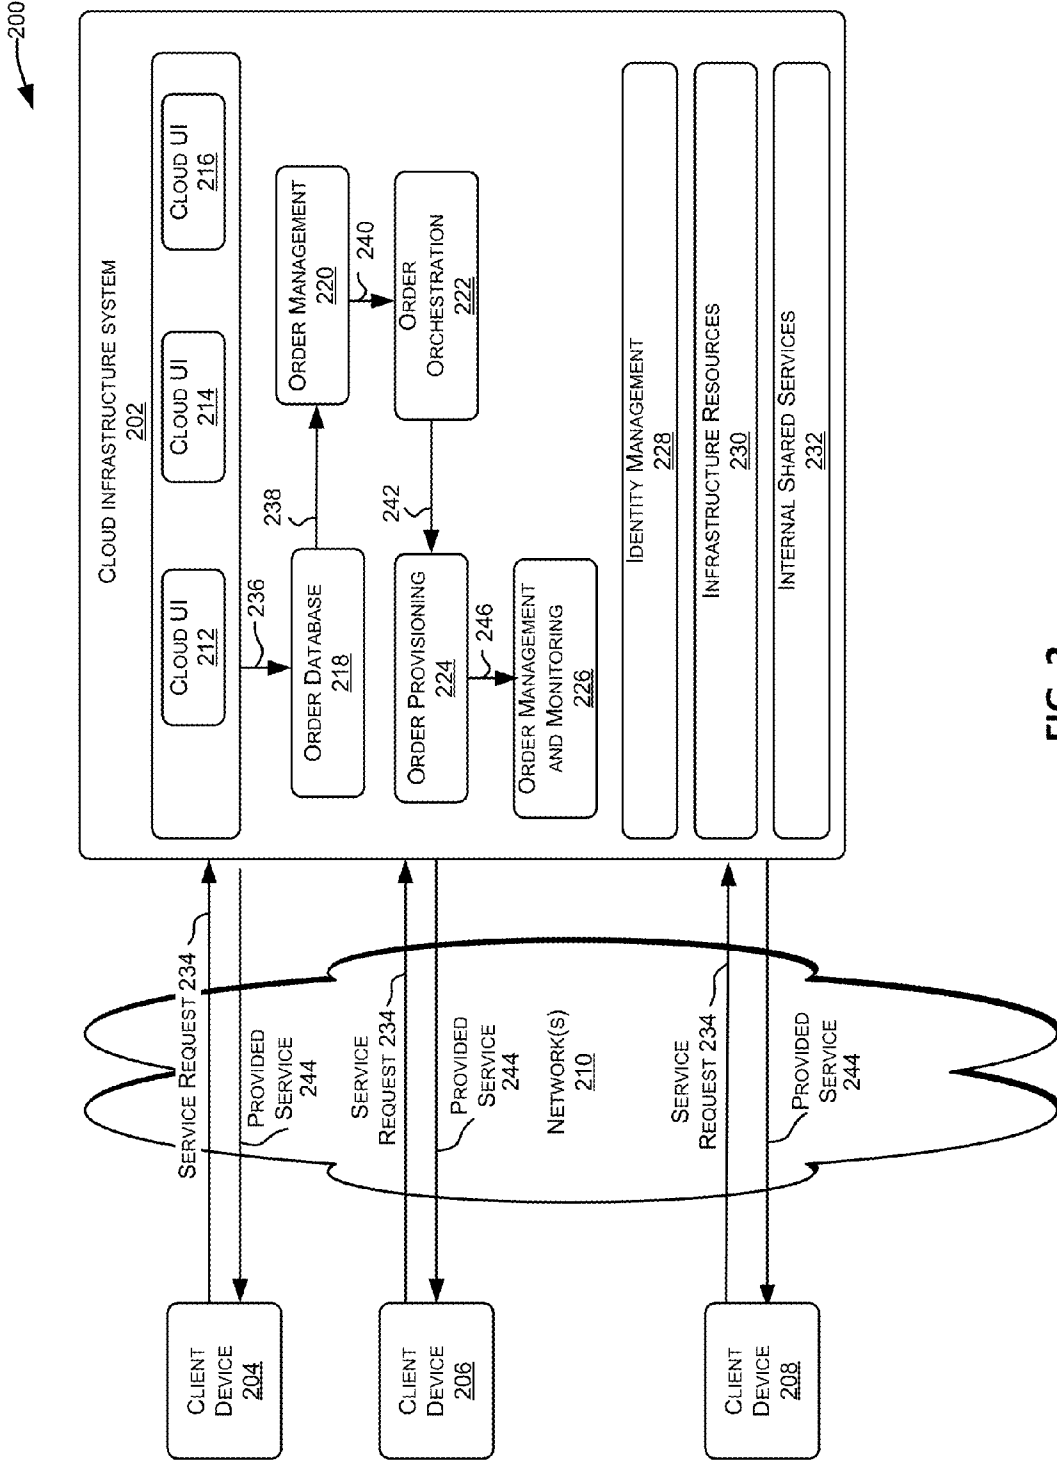 200
CLOUD INFRASTRUCTURE SYSTEM
202
CLIENT
DEVICE
204
SERVICE REQUEST 234
PROVIDED
SERVICE
244
CLOUD UI
212
CLOUD UI
214
CLOUD UI
216
236
ORDER DATABASE
218
238
ORDER MANAGEMENT
220
240
CLIENT
DEVICE
206
SERVICE
REQUEST 234
PROVIDED
SERVICE
244
ORDER PROVISIONING
224
242
ORDER
ORCHESTRATION
222
246
ORDER MANAGEMENT
AND MONITORING
226
NETWORK(S)
210
IDENTITY MANAGEMENT
228
CLIENT
DEVICE
208
SERVICE
REQUEST 234
PROVIDED
SERVICE
244
INFRASTRUCTURE RESOURCES
230
INTERNAL SHARED SERVICES
232
FIG.